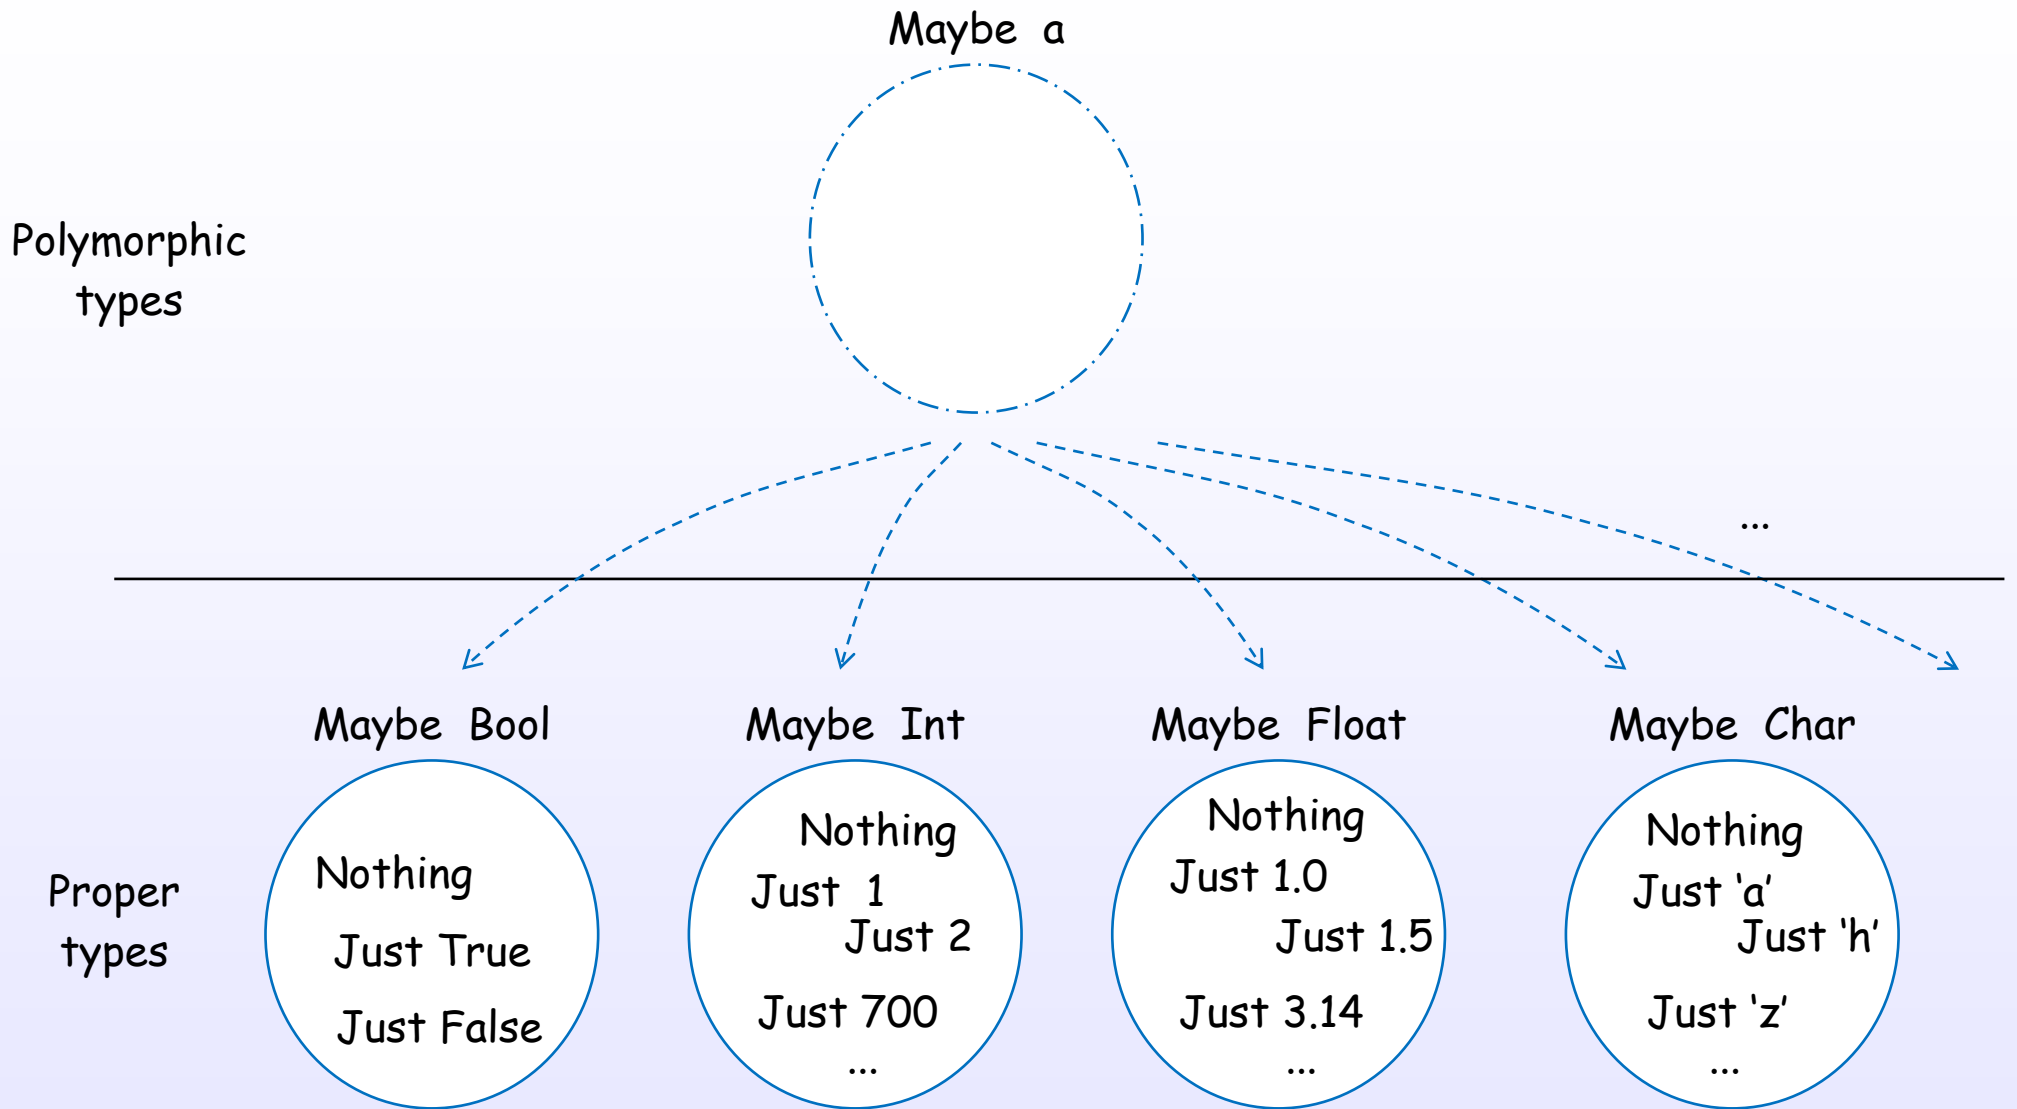 Maybe a
Polymorphic
types
...
Maybe Bool
Maybe Int
Maybe Float
Maybe Char
Proper
types
Nothing
Just True
Just False
Nothing
Just 1
Just 2
Just 700
...
Nothing
Just 1.0
Just 1.5
Just 3.14
...
Nothing
Just ‘a’
Just ‘h’
Just ‘z’
...